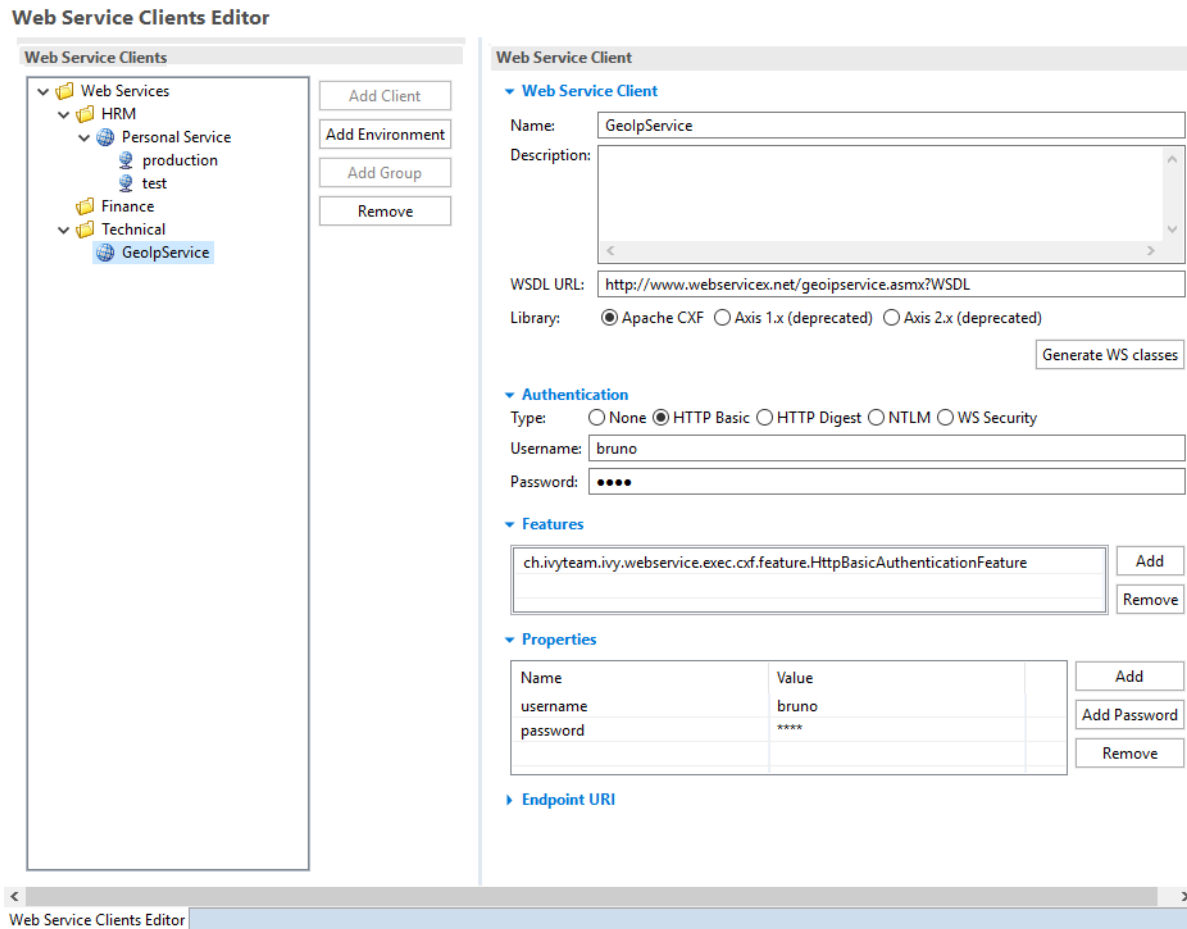 Web Service Clients Editor
Web Service Clients
Web Services
HRM
Personal Service
production
test
Finance
Technical
GeoIpService
Add Client
Add Environment
Add Group
Remove
Web Service Client
Web Service Client
Name: GeoIpService
Description:
WSDL URL: http://www.webservicex.net/geoipservice.asmx?WSDL
Library: Apache CXF Axis 1.x (deprecated) Axis 2.x (deprecated)
Generate WS classes
Authentication
Type: None HTTP Basic HTTP Digest NTLM WS Security
Username: bruno
Password: ••••
Features
ch.ivyteam.ivy.webservice.exec.cxf.feature.HttpBasicAuthenticationFeature
Add
Remove
Properties
Name Value
username bruno
password ****
Add
Add Password
Remove
Endpoint URI
Web Service Clients Editor